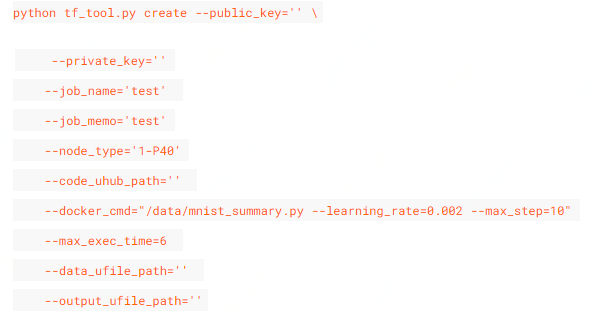 python tf_tool.py create --public_key='' \
--private_key=''
--job_name='test'
--job_memo='test'
--node_type='1-P40'
--code_uhub_path=''
--docker_cmd="/data/mnist_summary.py --learning_rate=0.002 --max_step=10"
--max_exec_time=6
--data_ufile_path=''
--output_ufile_path=''